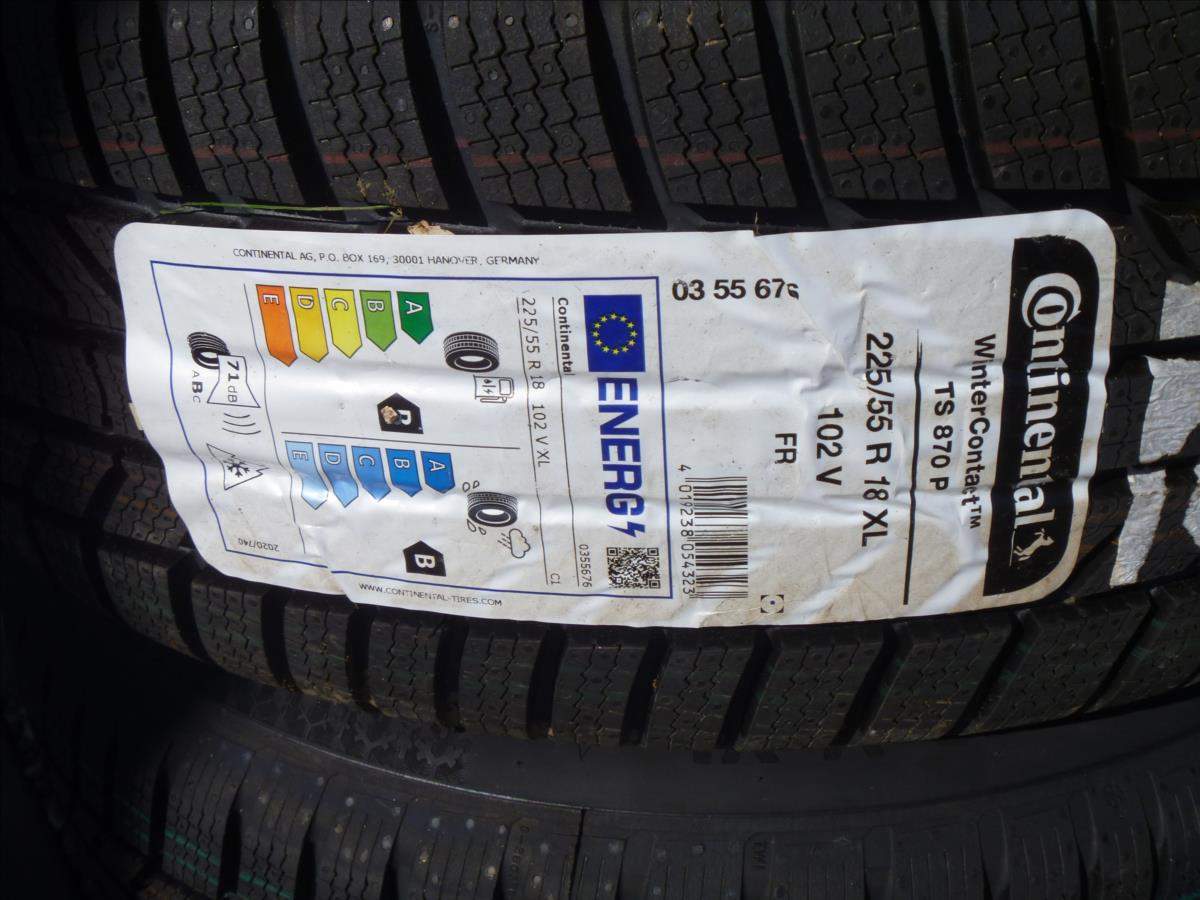 Continental
WinterContact™
TS 870 P
225/55 R 18 XL
102 V
FR
03 55 676
4 019238 054323
ENERG
0355676
Continental
225/55 R 18 102 V XL
C1
A
B
C
D
E
A
B
C
D
E
B
71 dB
ABC
2020/740
CONTINENTAL AG, P.O. BOX 169, 30001 HANOVER, GERMANY
WWW.CONTINENTAL-TIRES.COM